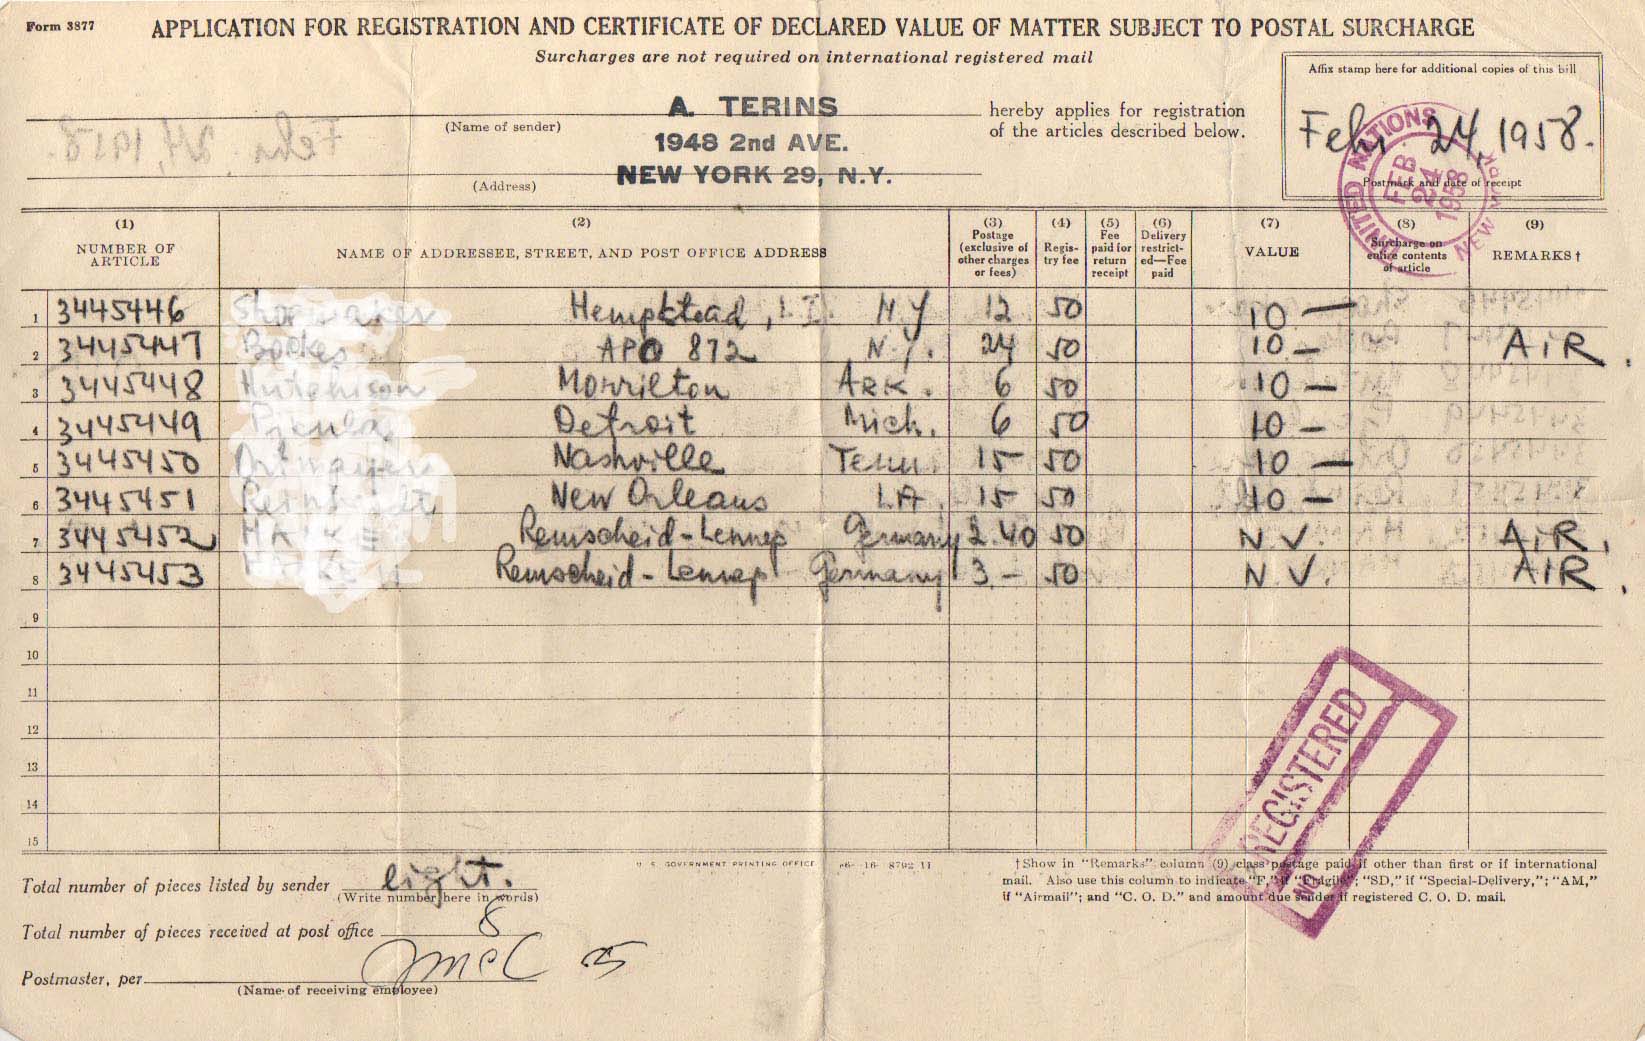 Form 3877
APPLICATION FOR REGISTRATION AND CERTIFICATE OF DECLARED VALUE OF MATTER SUBJECT TO POSTAL SURCHARGE
Surcharges are not required on international registered mail
Affix stamp here for additional copies of this bill
Feb. 24, 1958.
Postmark and date of receipt
UNITED NATIONS NEW YORK
FEB 24 1958
A. TERINS
(Name of sender)
1948 2nd AVE.
NEW YORK 29, N.Y.
(Address)
hereby applies for registration
of the articles described below.
(1) NUMBER OF ARTICLE (2) NAME OF ADDRESSEE, STREET, AND POST OFFICE ADDRESS (3) Postage (exclusive of other charges or fees) (4) Regis-try fee (5) Fee paid for return receipt (6) Delivery restrict-ed—Fee paid (7) VALUE (8) Surcharge on entire contents of article (9) REMARKS †
1 3445446 Hempstead, L.I. N.Y 12 50 10 —
2 3445447 APO 872 N.Y. 24 50 10 — AIR.
3 3445448 Hutchison Morrilton ARK. 6 50 10 —
4 3445449 Detroit Mich. 6 50 10 —
5 3445450 Nashville Tenn. 15 50 10 —
6 3445451 New Orleans LA. 15 50 10 —
7 3445452 Remscheid-Lennep Germany 2.40 50 N V. AIR.
8 3445453 Remscheid-Lennep Germany 3 — 50 N V. AIR.
9
10
11
12
13
14
15
REGISTERED
NO
U. S. GOVERNMENT PRINTING OFFICE
Total number of pieces listed by sender eight.
(Write number here in words)
Total number of pieces received at post office 8
Postmaster, per
(Name of receiving employee)
† Show in "Remarks" column (9) class postage paid if other than first or if international
mail. Also use this column to indicate "F," if "Fragile"; "SD," if "Special-Delivery,"; "AM,"
if "Airmail"; and "C. O. D." and amount due sender if registered C. O. D. mail.